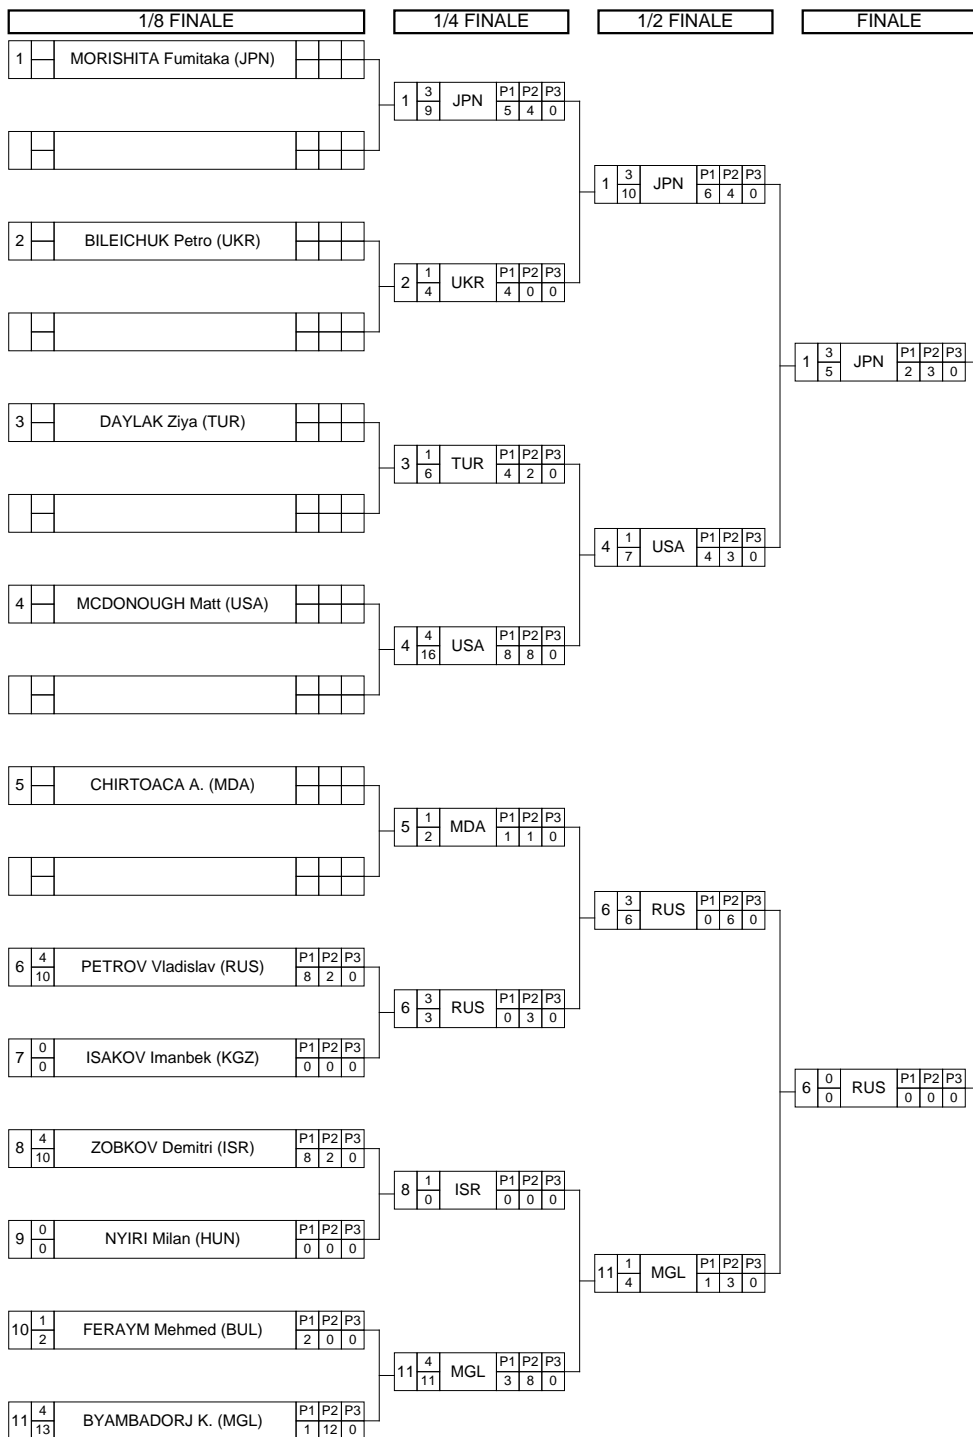 1/8 FINALE 1/4 FINALE 1/2 FINALE FINALE
1 MORISHITA Fumitaka (JPN)
1 3 9 JPN P1 P2 P3 5 4 0
1 3 10 JPN P1 P2 P3 6 4 0
2 BILEICHUK Petro (UKR)
2 1 4 UKR P1 P2 P3 4 0 0
1 3 5 JPN P1 P2 P3 2 3 0
3 DAYLAK Ziya (TUR)
3 1 6 TUR P1 P2 P3 4 2 0
4 1 7 USA P1 P2 P3 4 3 0
4 MCDONOUGH Matt (USA)
4 4 16 USA P1 P2 P3 8 8 0
5 CHIRTOACA A. (MDA)
5 1 2 MDA P1 P2 P3 1 1 0
6 3 6 RUS P1 P2 P3 0 6 0
6 4 10 PETROV Vladislav (RUS) P1 P2 P3 8 2 0
6 3 3 RUS P1 P2 P3 0 3 0
7 0 0 ISAKOV Imanbek (KGZ) P1 P2 P3 0 0 0
6 0 0 RUS P1 P2 P3 0 0 0
8 4 10 ZOBKOV Demitri (ISR) P1 P2 P3 8 2 0
8 1 0 ISR P1 P2 P3 0 0 0
9 0 0 NYIRI Milan (HUN) P1 P2 P3 0 0 0
11 1 4 MGL P1 P2 P3 1 3 0
10 1 2 FERAYM Mehmed (BUL) P1 P2 P3 2 0 0
11 4 11 MGL P1 P2 P3 3 8 0
11 4 13 BYAMBADORJ K. (MGL) P1 P2 P3 1 12 0